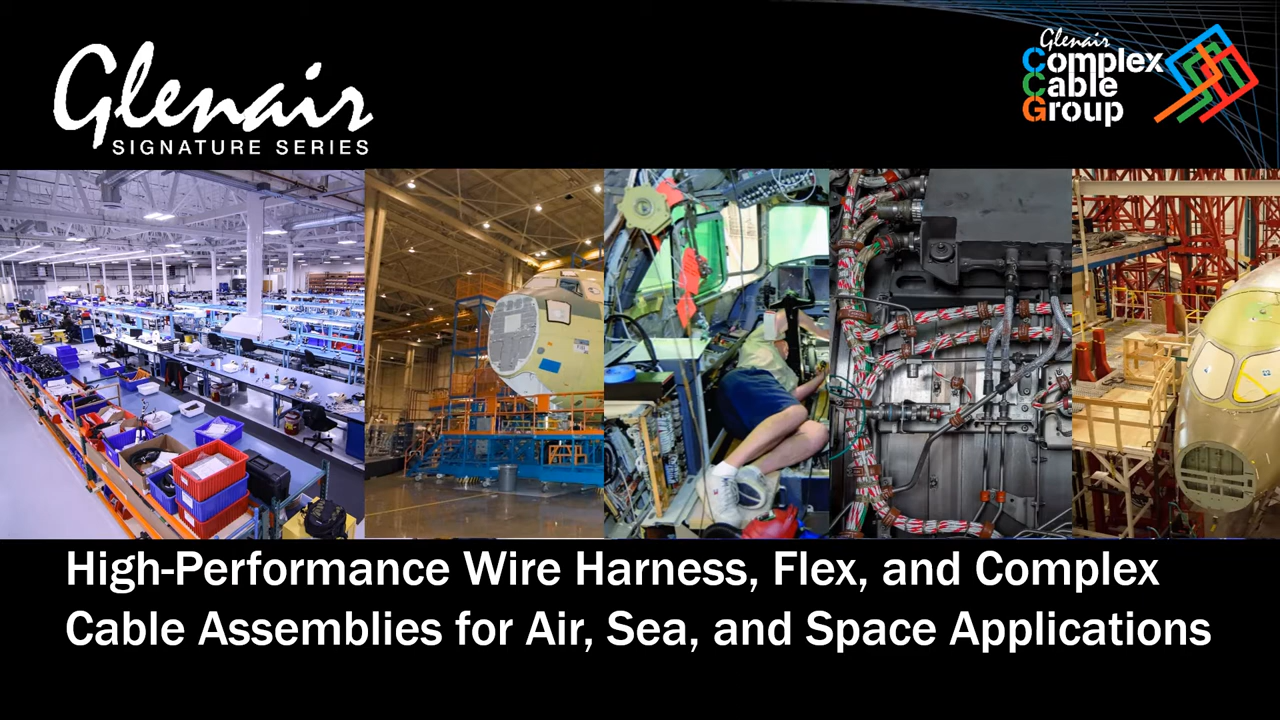 Glenair
SIGNATURE SERIES
Glenair
Complex
Cable
Group
High-Performance Wire Harness, Flex, and Complex
Cable Assemblies for Air, Sea, and Space Applications